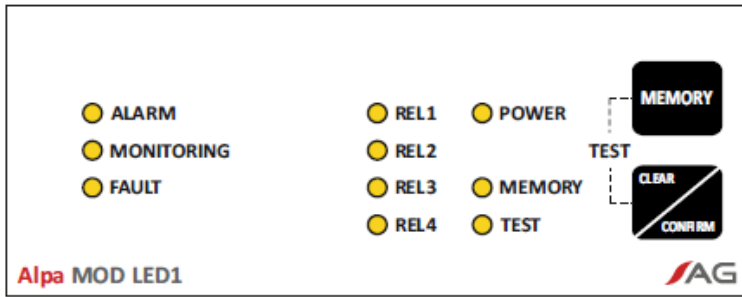 MEMORY
ALARM REL1 POWER
MONITORING REL2 TEST
FAULT REL3 MEMORY CLEAR
REL4 TEST CONFIRM
Alpa MOD LED1 AG